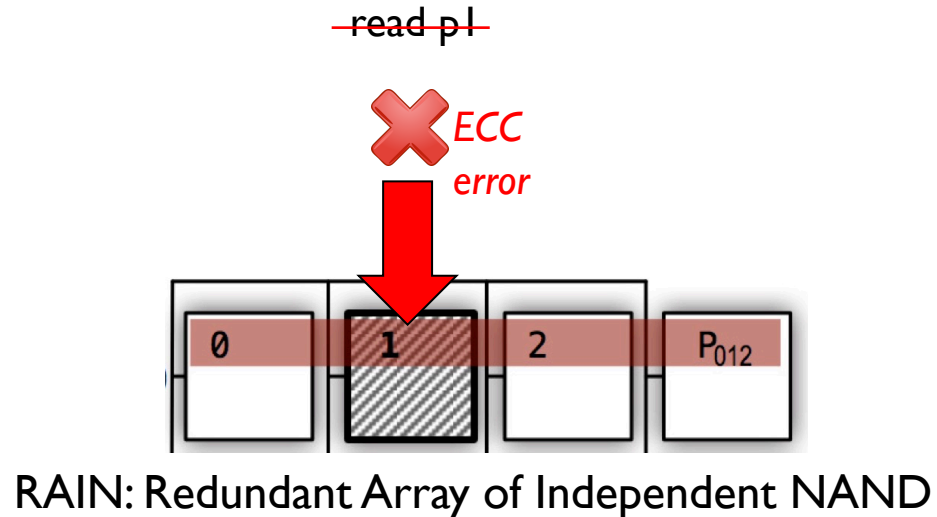 read p1
ECC
error
0 1 2 P012
RAIN: Redundant Array of Independent NAND